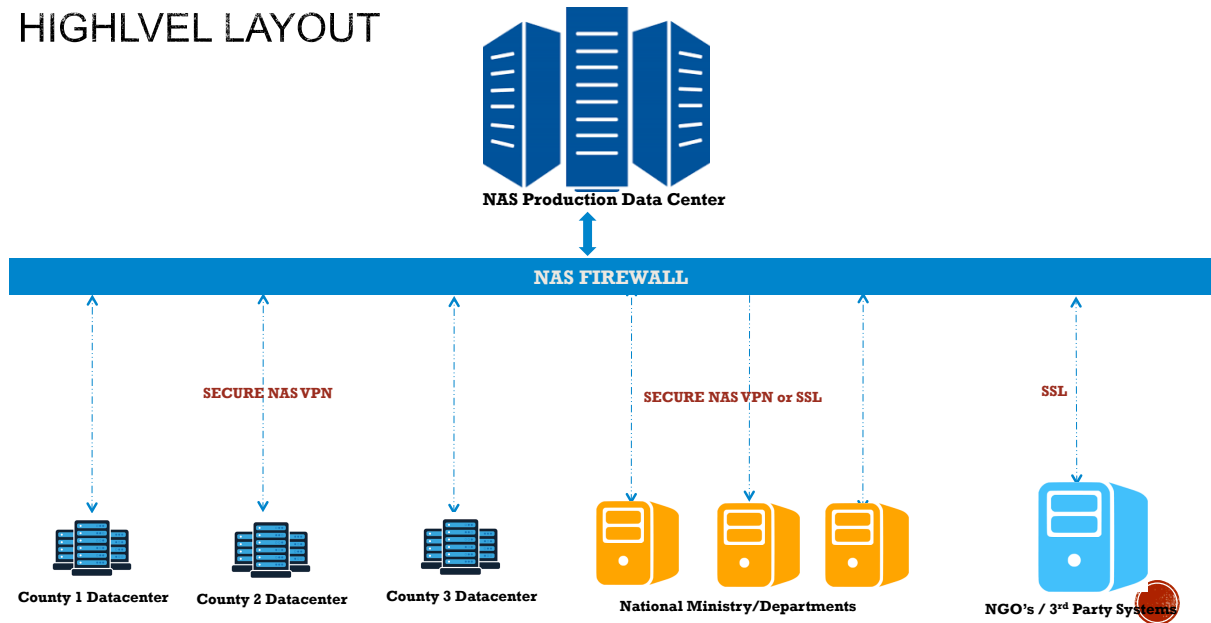 HIGHLVEL LAYOUT
NAS Production Data Center
NAS FIREWALL
SECURE NAS VPN
SECURE NAS VPN or SSL
SSL
County 1 Datacenter
County 2 Datacenter
County 3 Datacenter
National Ministry/Departments
NGO’s / 3rd Party Systems